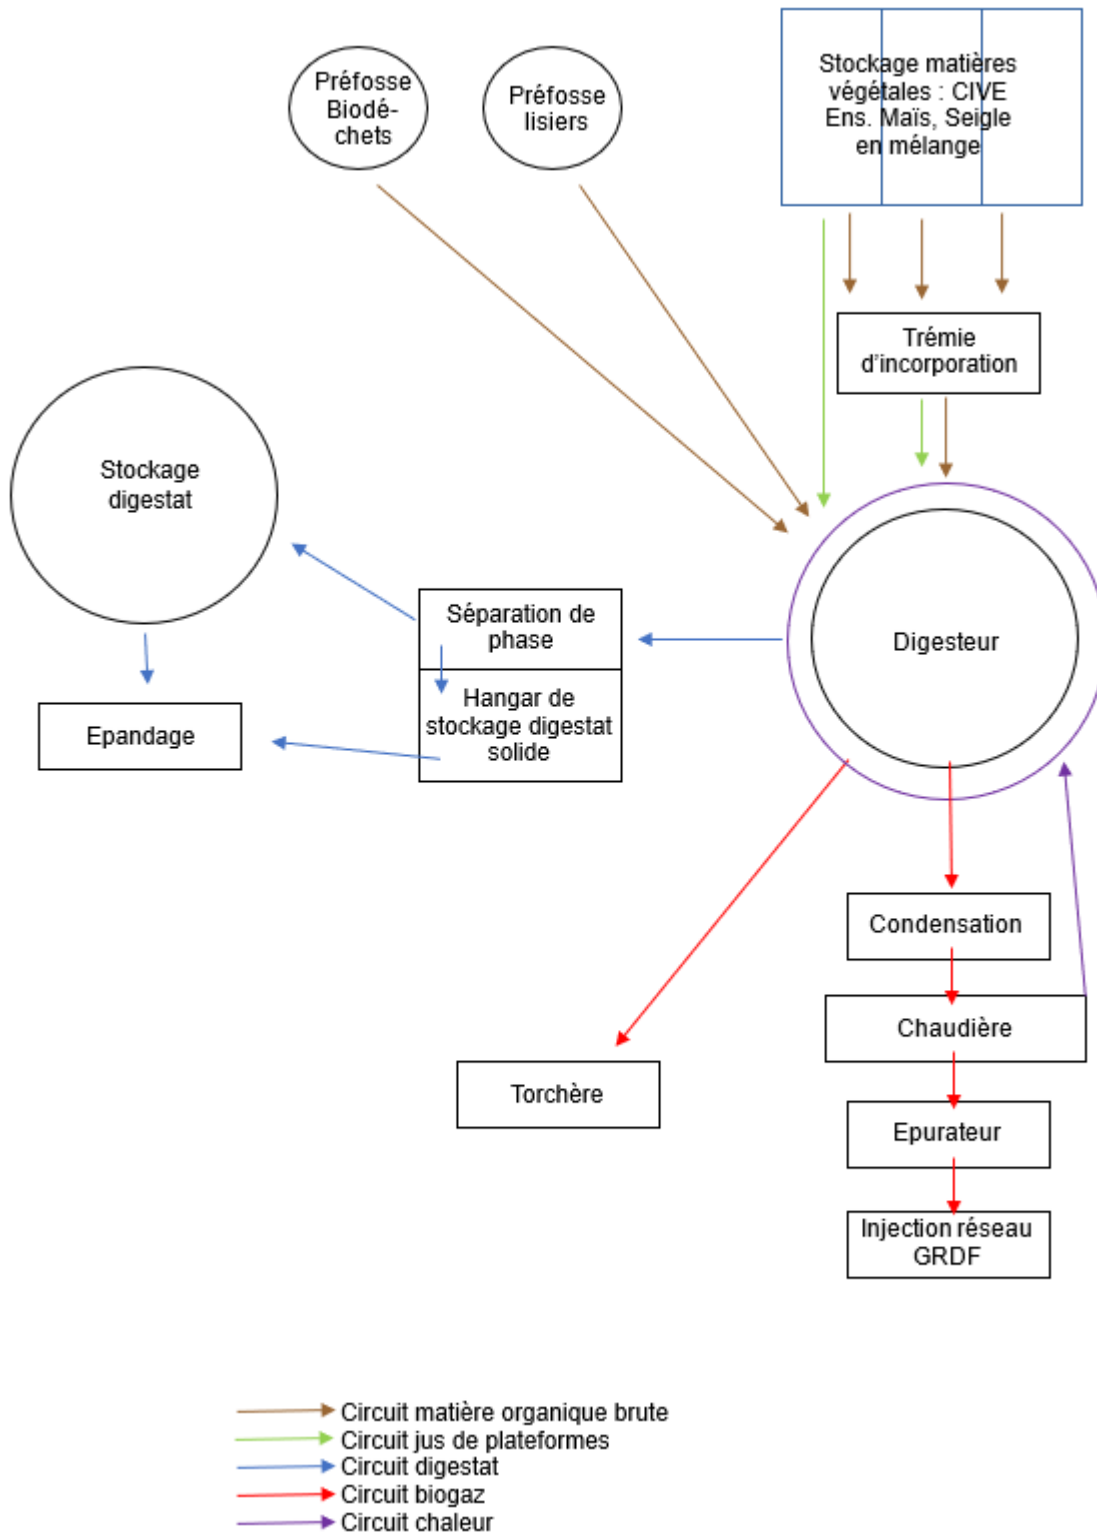 Préfosse
Biodé-
chets
Préfosse
lisiers
Stockage matières
végétales : CIVE
Ens. Maïs, Seigle
en mélange
Trémie
d'incorporation
Stockage
digestat
Séparation de
phase
Digesteur
Hangar de
stockage digestat
solide
Epandage
Condensation
Chaudière
Torchère
Epurateur
Injection réseau
GRDF
Circuit matière organique brute
Circuit jus de plateformes
Circuit digestat
Circuit biogaz
Circuit chaleur